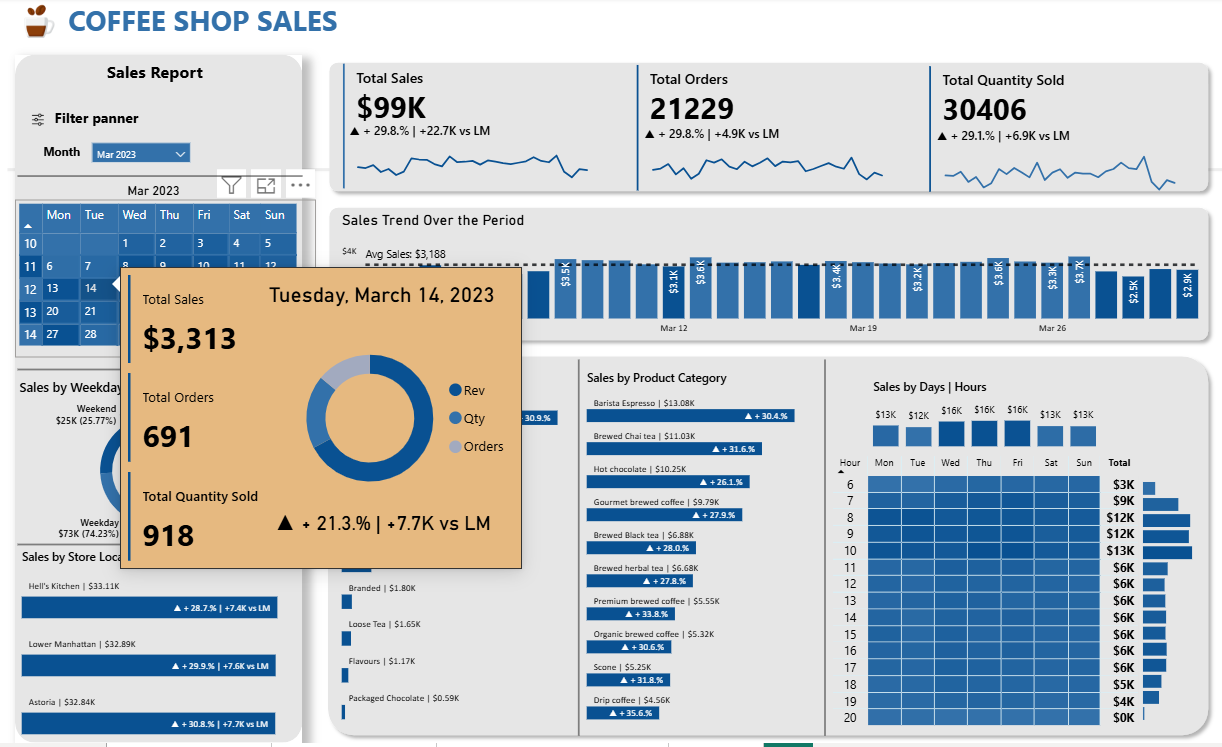 COFFEE SHOP SALES
Sales Report
Filter panner
Month
Mar 2023
Mar 2023
Mon Tue Wed Thu Fri Sat Sun
10 1 2 3 4 5
11 6 7 8 9 10 11 12
12 13 14
13 20 21
14 27 28
Total Sales
$99K
▲ + 29.8.% | +22.7K vs LM
Total Orders
21229
▲ + 29.8.% | +4.9K vs LM
Total Quantity Sold
30406
▲ + 29.1.% | +6.9K vs LM
Sales Trend Over the Period
$4K
Avg Sales: $3,188
$3.5K $3.1K $3.6K $3.4K $3.2K $3.6K $3.3K $3.7K $2.5K $2.9K
Mar 12 Mar 19 Mar 26
Total Sales
$3,313
Total Orders
691
Total Quantity Sold
918
Tuesday, March 14, 2023
Rev
Qty
Orders
▲ + 21.3.% | +7.7K vs LM
Sales by Weekday
Weekend
$25K (25.77%)
Weekday
$73K (74.23%)
Sales by Store Loca
Hell's Kitchen | $33.11K
▲ + 28.7.% | +7.4K vs LM
Lower Manhattan | $32.89K
▲ + 29.9.% | +7.6K vs LM
Astoria | $32.84K
▲ + 30.8.% | +7.7K vs LM
30.9.%
Branded | $1.80K
Loose Tea | $1.65K
Flavours | $1.17K
Packaged Chocolate | $0.59K
Sales by Product Category
Barista Espresso | $13.08K
▲ + 30.4.%
Brewed Chai tea | $11.03K
▲ + 31.6.%
Hot chocolate | $10.25K
▲ + 26.1.%
Gourmet brewed coffee | $9.79K
▲ + 27.9.%
Brewed Black tea | $6.88K
▲ + 28.0.%
Brewed herbal tea | $6.68K
▲ + 27.8.%
Premium brewed coffee | $5.55K
▲ + 33.8.%
Organic brewed coffee | $5.32K
▲ + 30.6.%
Scone | $5.25K
▲ + 31.8.%
Drip coffee | $4.56K
▲ + 35.6.%
Sales by Days | Hours
$13K $12K $16K $16K $16K $13K $13K
Hour Mon Tue Wed Thu Fri Sat Sun Total
6 $3K
7 $9K
8 $12K
9 $12K
10 $13K
11 $6K
12 $6K
13 $6K
14 $6K
15 $6K
16 $6K
17 $6K
18 $5K
19 $4K
20 $0K